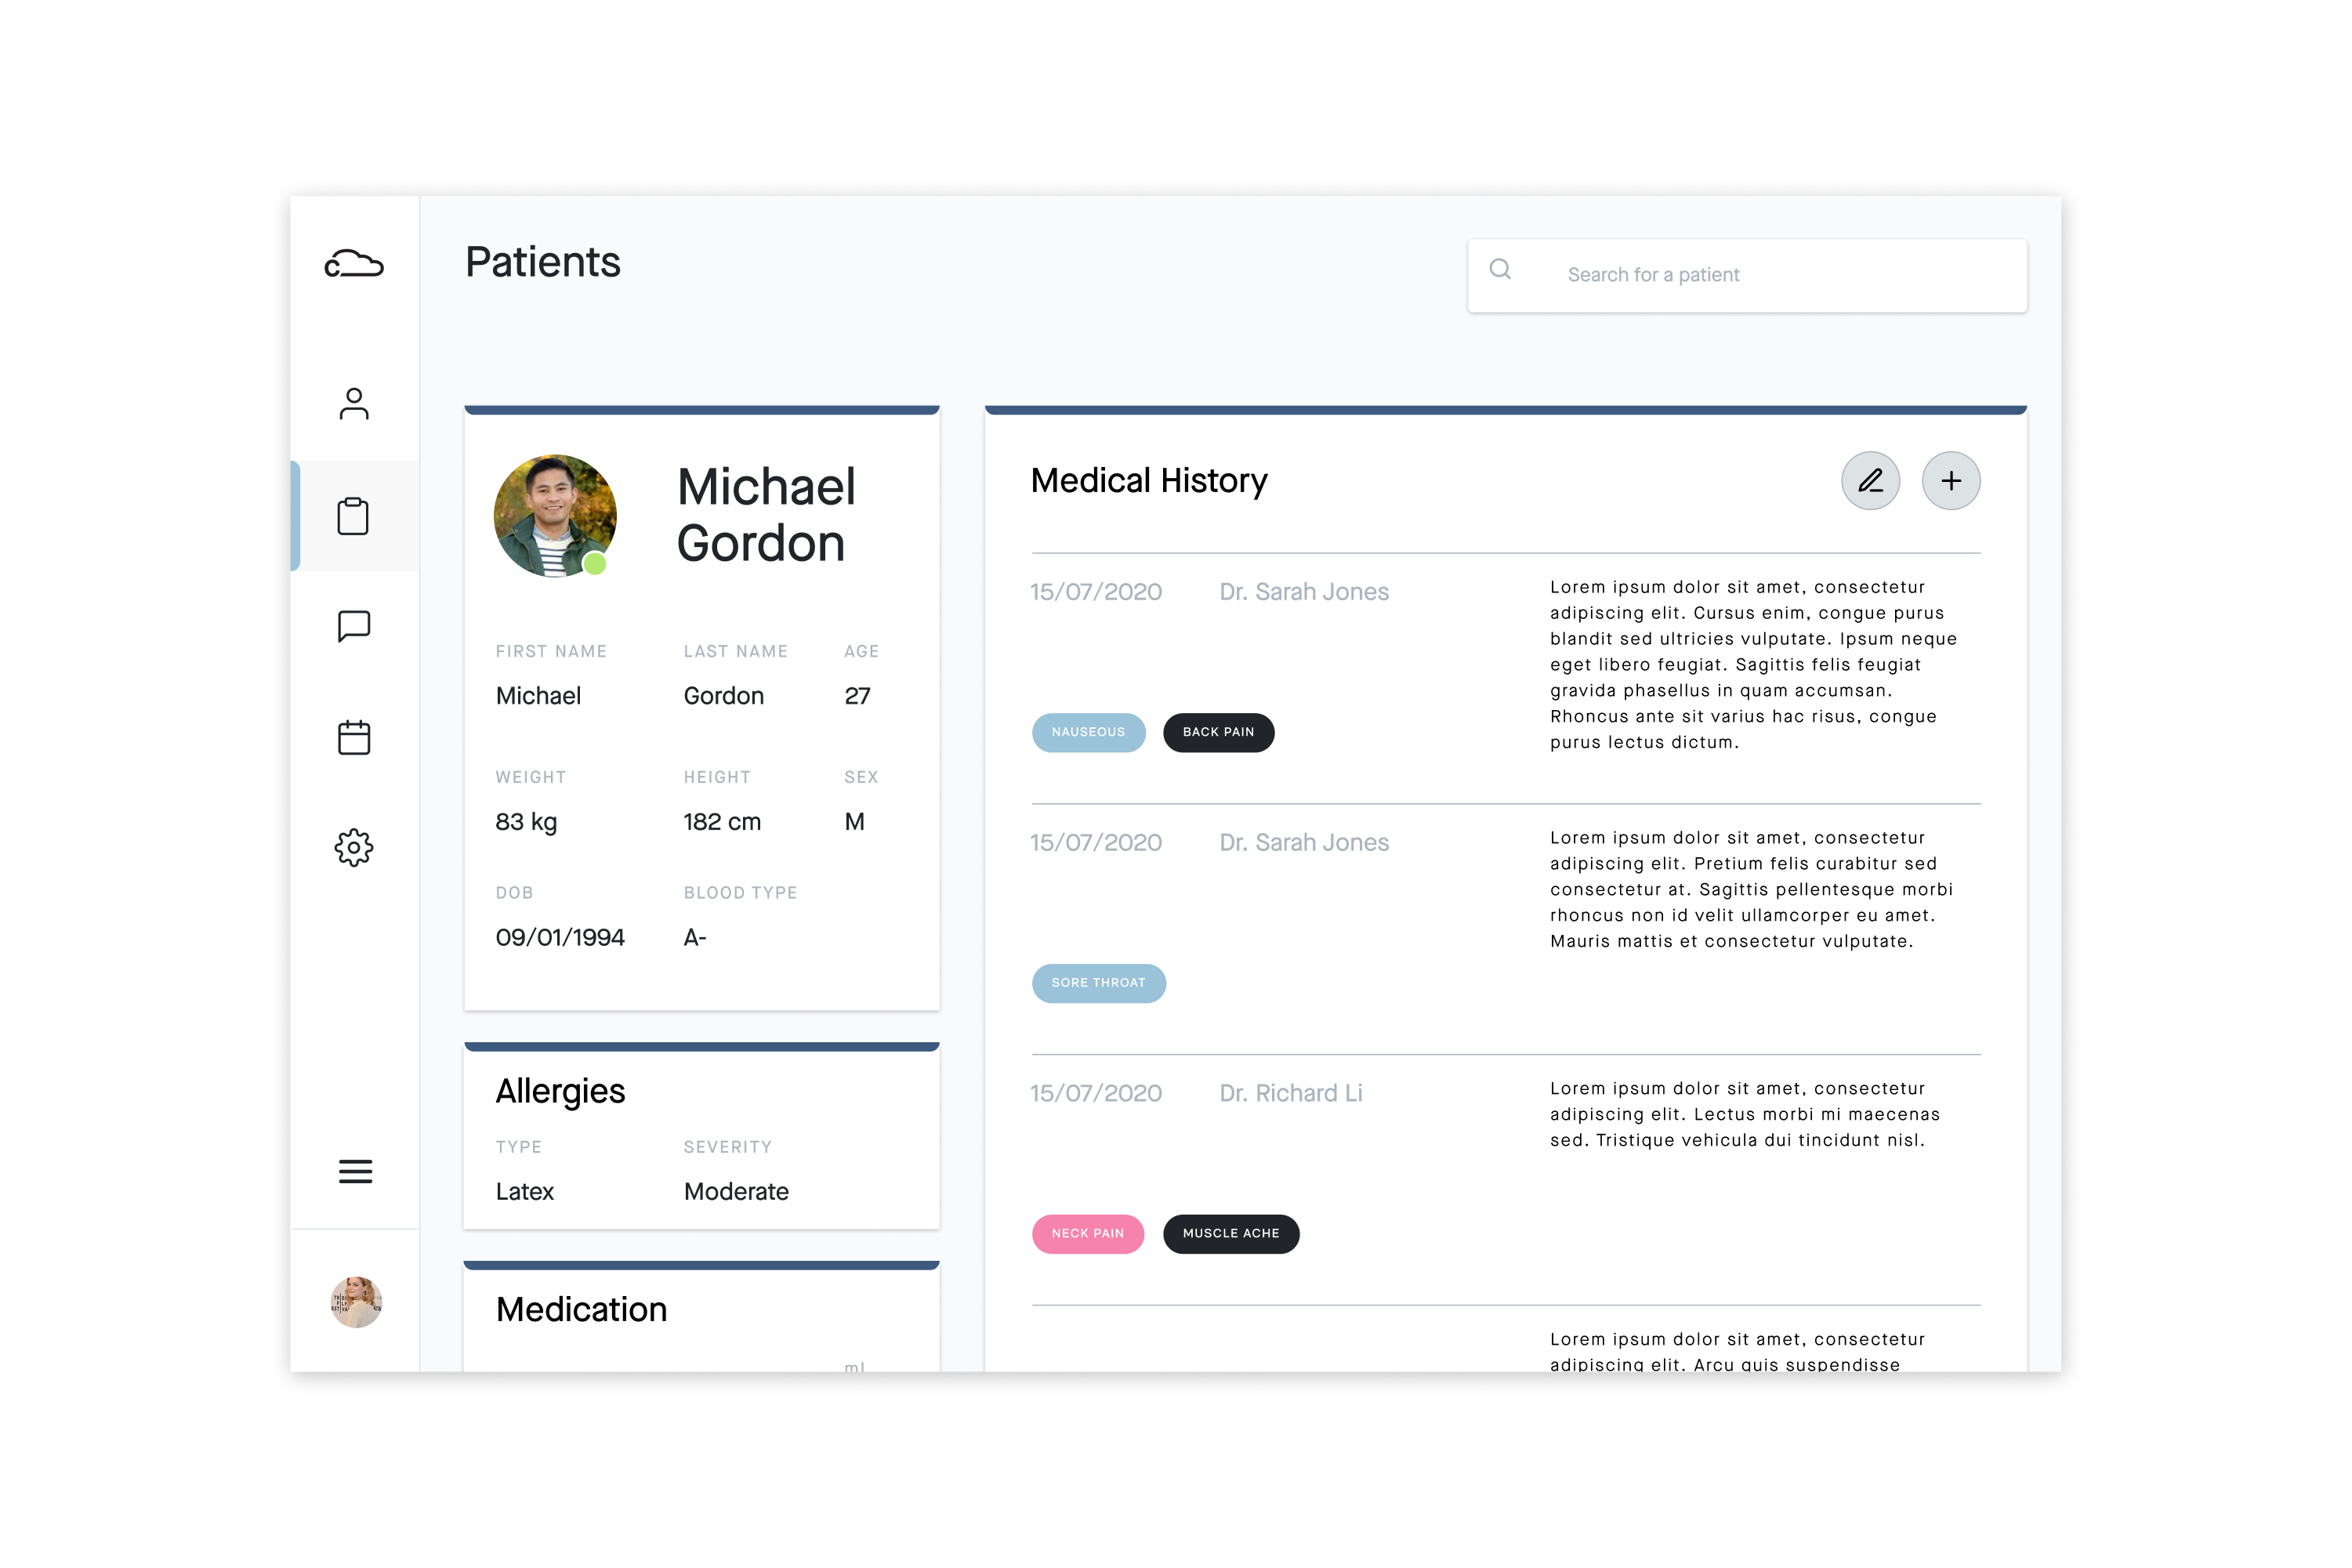 Patients
Search for a patient
Michael
Gordon
FIRST NAME LAST NAME AGE
Michael Gordon 27
WEIGHT HEIGHT SEX
83 kg 182 cm M
DOB BLOOD TYPE
09/01/1994 A-
Allergies
TYPE SEVERITY
Latex Moderate
Medication
ml
Medical History
15/07/2020 Dr. Sarah Jones
Lorem ipsum dolor sit amet, consectetur
adipiscing elit. Cursus enim, congue purus
blandit sed ultricies vulputate. Ipsum neque
eget libero feugiat. Sagittis felis feugiat
gravida phasellus in quam accumsan.
Rhoncus ante sit varius hac risus, congue
purus lectus dictum.
NAUSEOUS BACK PAIN
15/07/2020 Dr. Sarah Jones
Lorem ipsum dolor sit amet, consectetur
adipiscing elit. Pretium felis curabitur sed
consectetur at. Sagittis pellentesque morbi
rhoncus non id velit ullamcorper eu amet.
Mauris mattis et consectetur vulputate.
SORE THROAT
15/07/2020 Dr. Richard Li
Lorem ipsum dolor sit amet, consectetur
adipiscing elit. Lectus morbi mi maecenas
sed. Tristique vehicula dui tincidunt nisl.
NECK PAIN MUSCLE ACHE
Lorem ipsum dolor sit amet, consectetur
adipiscing elit. Arcu quis suspendisse